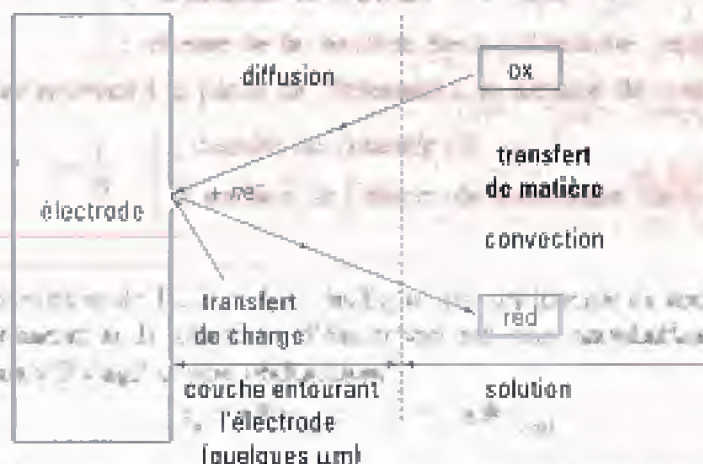 diffusion
ox
transfert
de matière
+ ne⁻
électrode
convection
transfert
de charge
red
couche entourant
l'électrode
(quelques µm)
solution